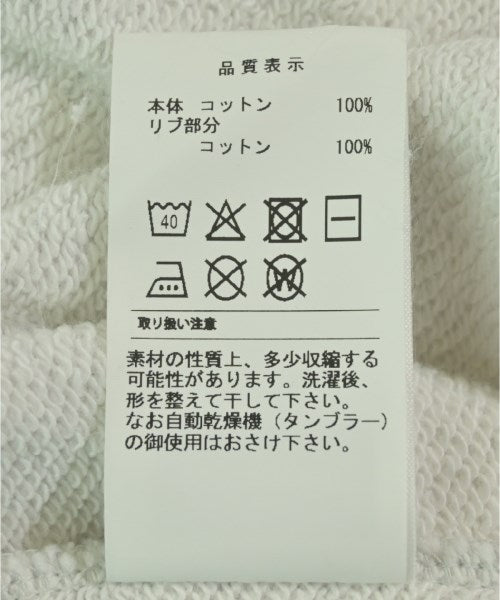 品質表示
本体 コットン 100%
リブ部分
コットン 100%
40
W
取り扱い注意
素材の性質上、多少収縮する
可能性があります。洗濯後、
形を整えて干して下さい。
なお自動乾燥機（タンブラー）
の御使用はおさけ下さい。